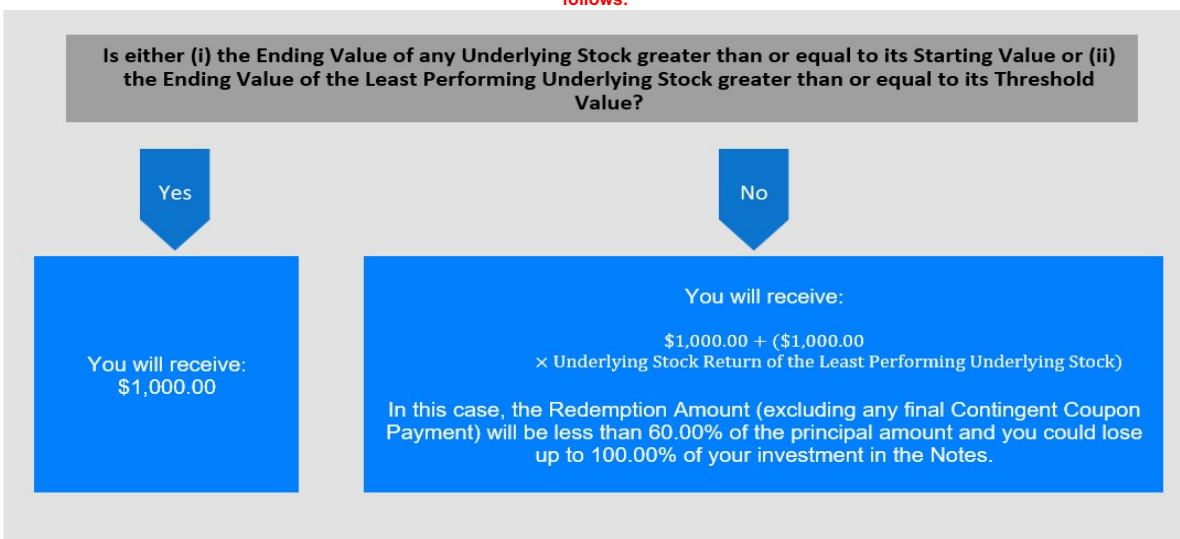 follows:
Is either (i) the Ending Value of any Underlying Stock greater than or equal to its Starting Value or (ii)
the Ending Value of the Least Performing Underlying Stock greater than or equal to its Threshold
Value?
Yes
No
You will receive:
$1,000.00
You will receive:
$1,000.00 + ($1,000.00
× Underlying Stock Return of the Least Performing Underlying Stock)
In this case, the Redemption Amount (excluding any final Contingent Coupon
Payment) will be less than 60.00% of the principal amount and you could lose
up to 100.00% of your investment in the Notes.